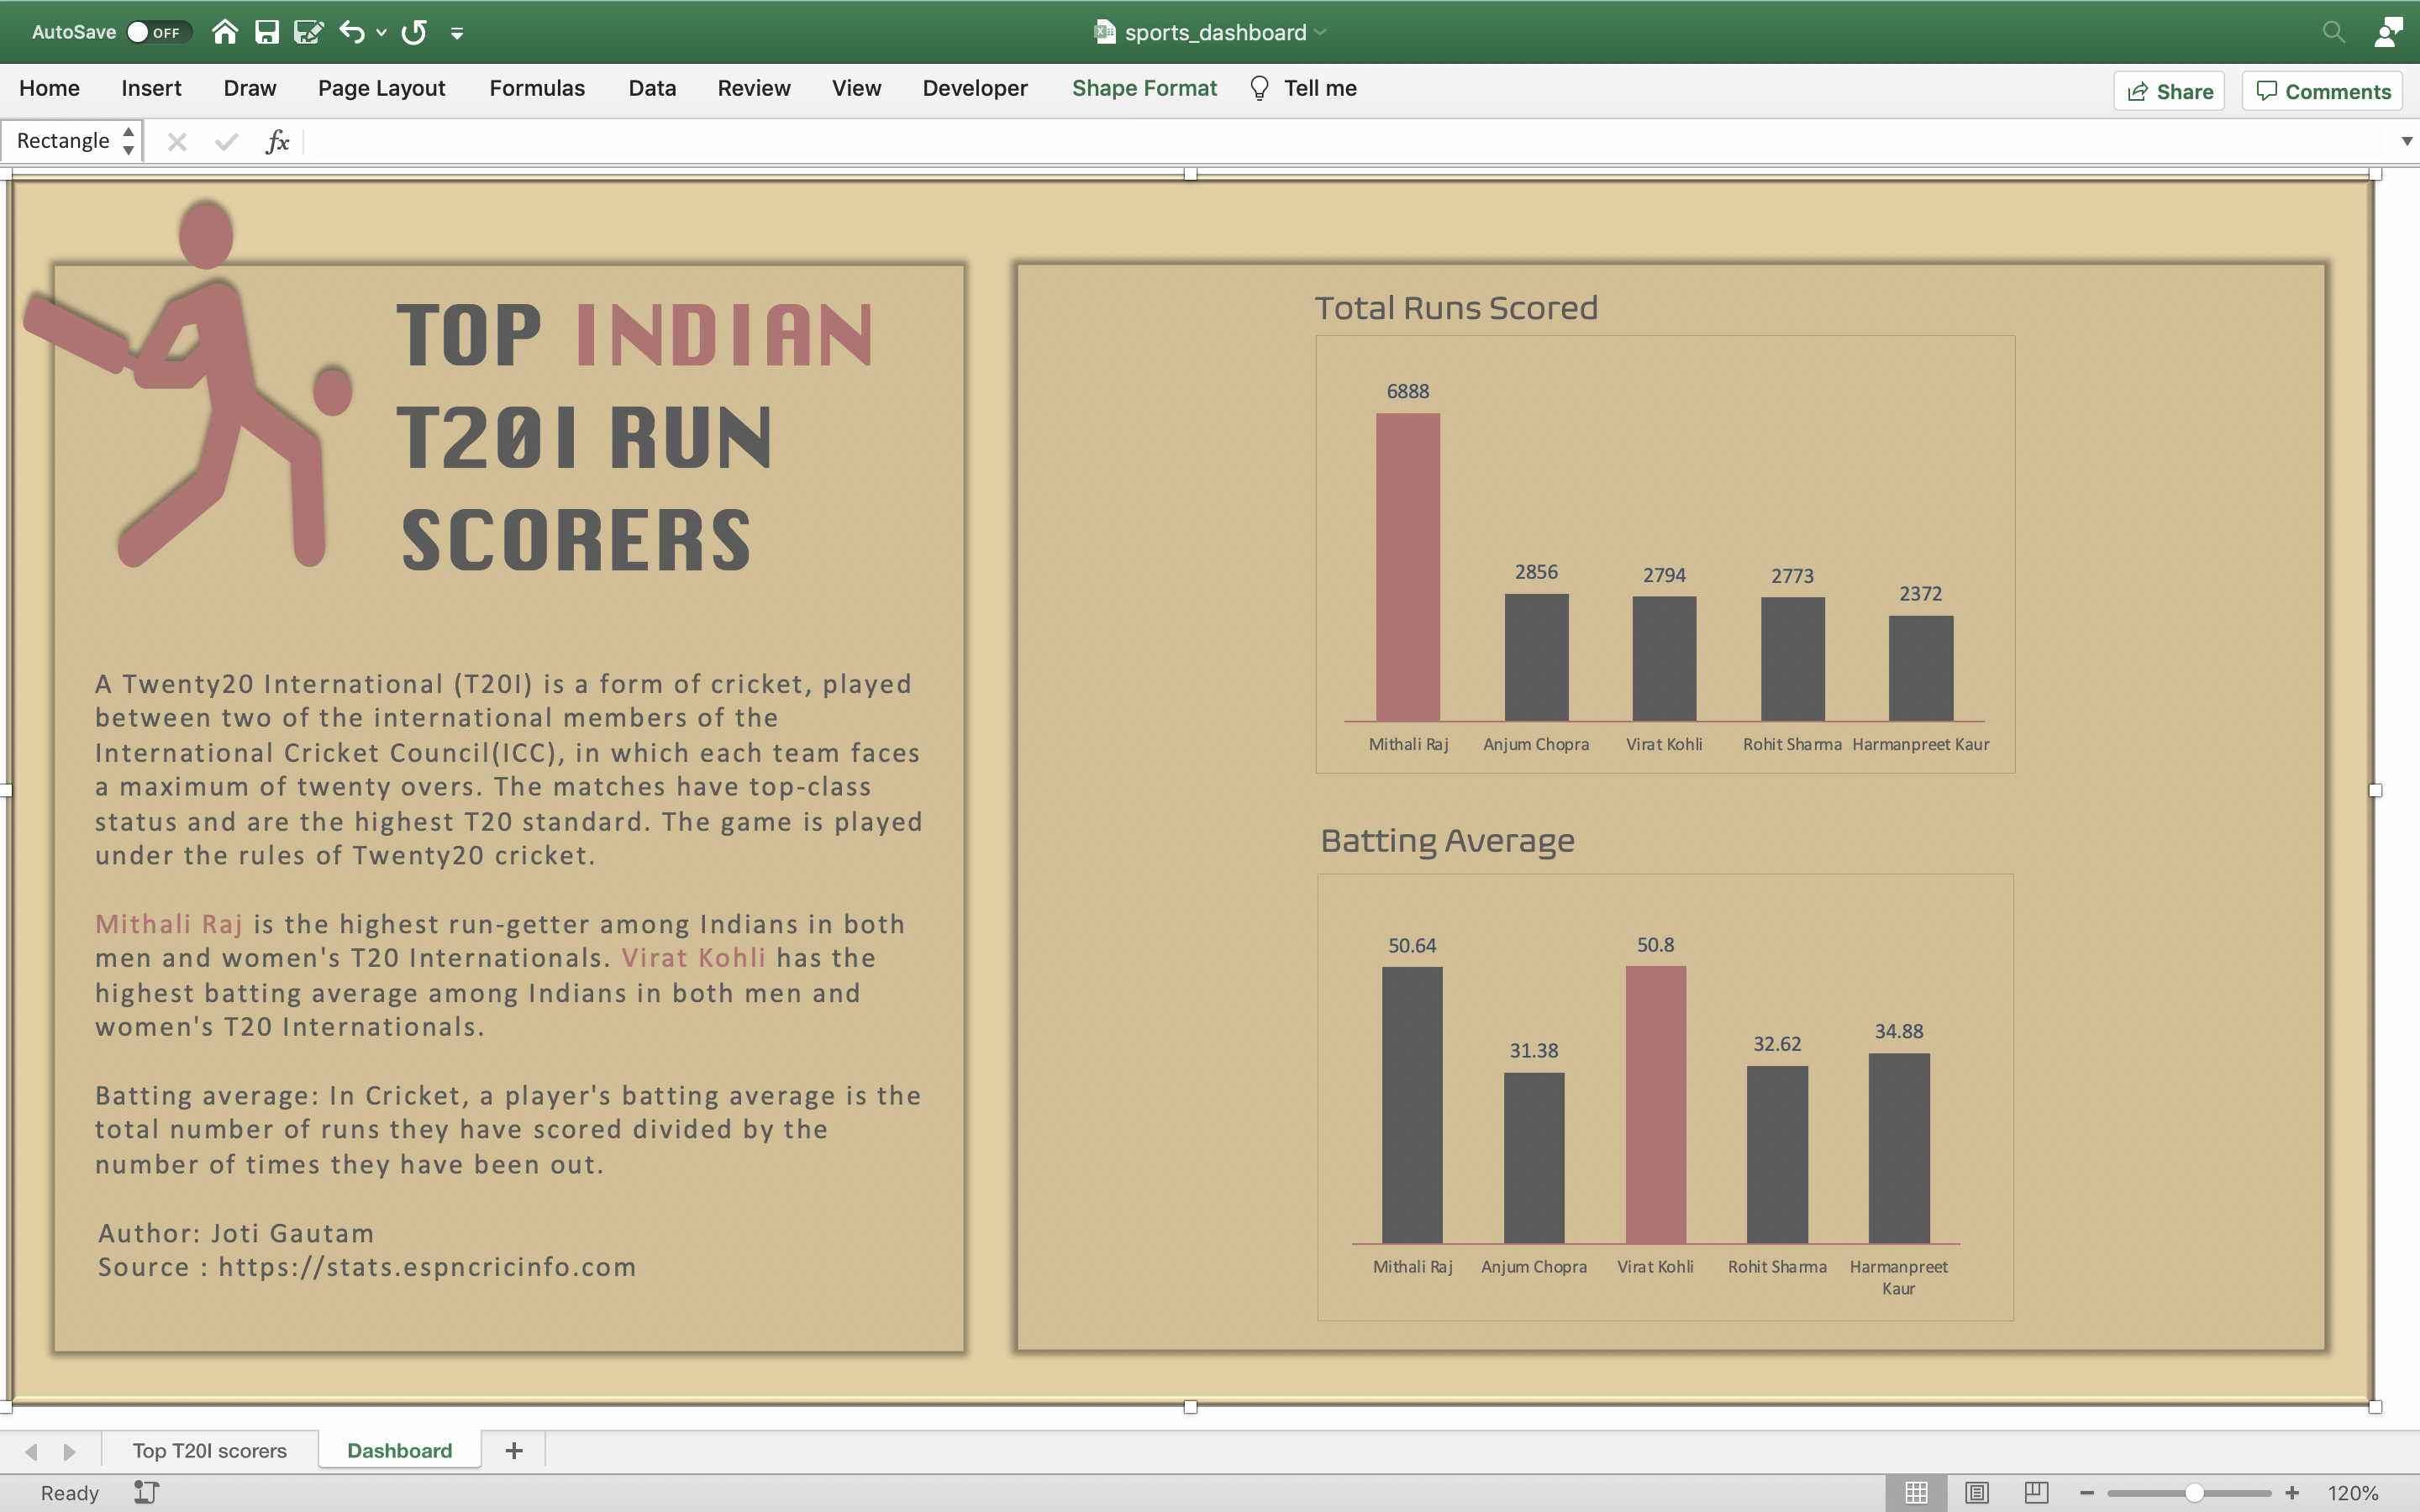 AutoSave OFF sports_dashboard
Home Insert Draw Page Layout Formulas Data Review View Developer Shape Format Tell me Share Comments
Rectangle fx
TOP INDIAN
T20I RUN
SCORERS
A Twenty20 International (T20I) is a form of cricket, played
between two of the international members of the
International Cricket Council(ICC), in which each team faces
a maximum of twenty overs. The matches have top-class
status and are the highest T20 standard. The game is played
under the rules of Twenty20 cricket.
Mithali Raj is the highest run-getter among Indians in both
men and women's T20 Internationals. Virat Kohli has the
highest batting average among Indians in both men and
women's T20 Internationals.
Batting average: In Cricket, a player's batting average is the
total number of runs they have scored divided by the
number of times they have been out.
Author: Joti Gautam
Source : https://stats.espncricinfo.com
Total Runs Scored
6888
2856 2794 2773 2372
Mithali Raj Anjum Chopra Virat Kohli Rohit Sharma Harmanpreet Kaur
Batting Average
50.64 31.38 50.8 32.62 34.88
Mithali Raj Anjum Chopra Virat Kohli Rohit Sharma Harmanpreet
Kaur
Top T20I scorers Dashboard +
Ready 120%